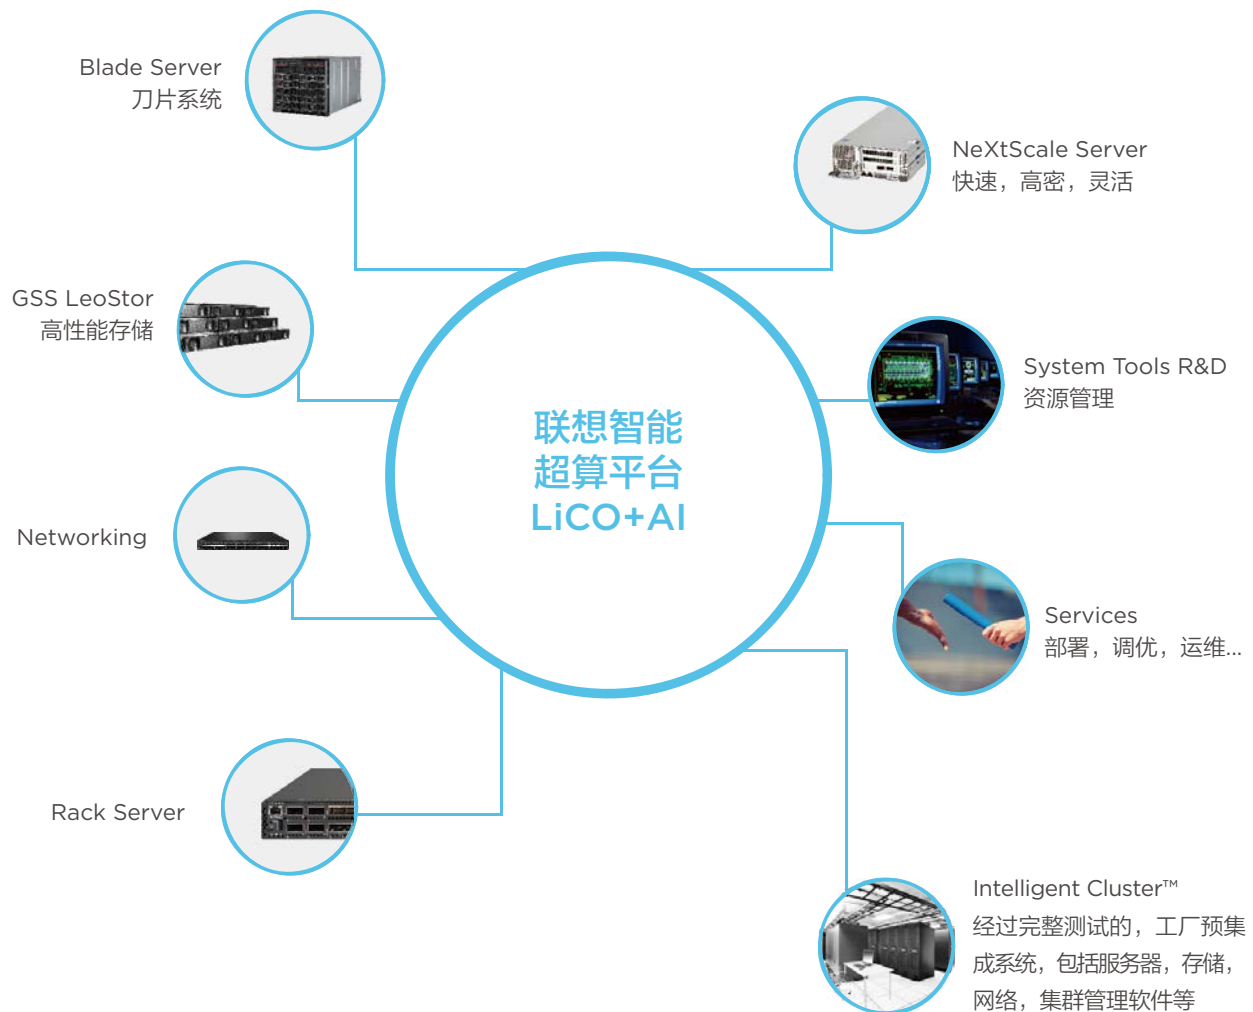 Blade Server
刀片系统
NeXtScale Server
快速，高密，灵活
GSS LeoStor
高性能存储
System Tools R&D
资源管理
联想智能
超算平台
LiCO+AI
Networking
Services
部署，调优，运维...
Rack Server
Intelligent Cluster™
经过完整测试的，工厂预集
成系统，包括服务器，存储，
网络，集群管理软件等